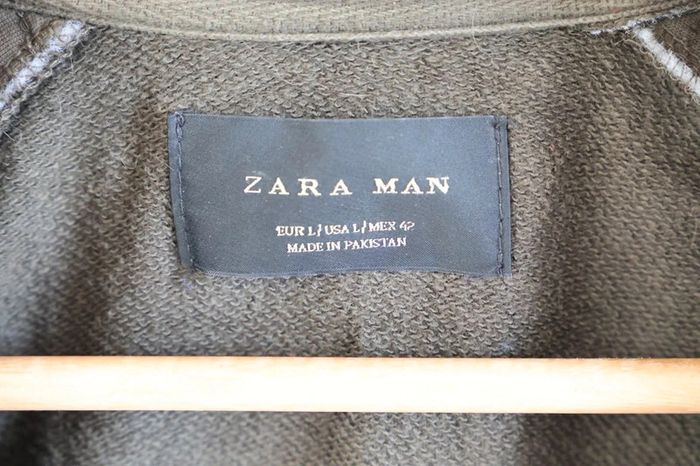 ZARA MAN
EUR L/USA L/MEX 42
MADE IN PAKISTAN